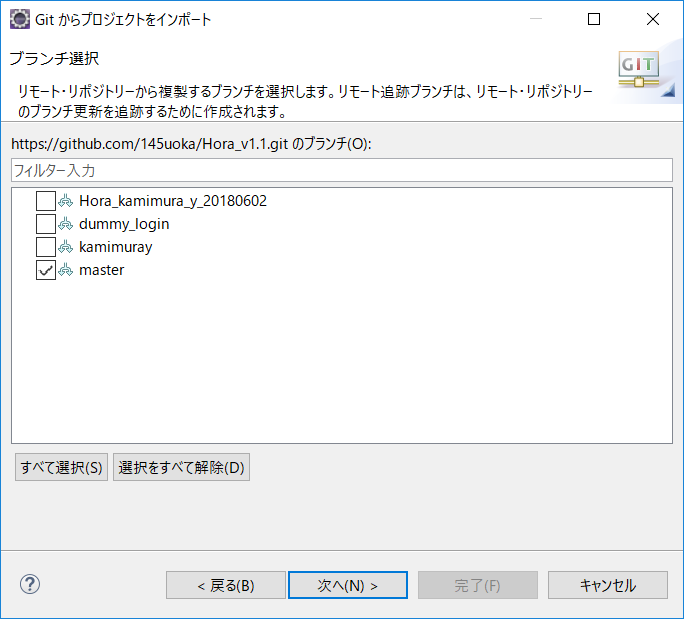 Git からプロジェクトをインポート
ブランチ選択
GIT
リモート・リポジトリーから複製するブランチを選択します。リモート追跡ブランチは、リモート・リポジトリー
のブランチ更新を追跡するために作成されます。
https://github.com/145uoka/Hora_v1.1.git のブランチ(O):
フィルター入力
Hora_kamimura_y_20180602
dummy_login
kamimuray
master
すべて選択(S) 選択をすべて解除(D)
? < 戻る(B) 次へ(N) > 完了(F) キャンセル